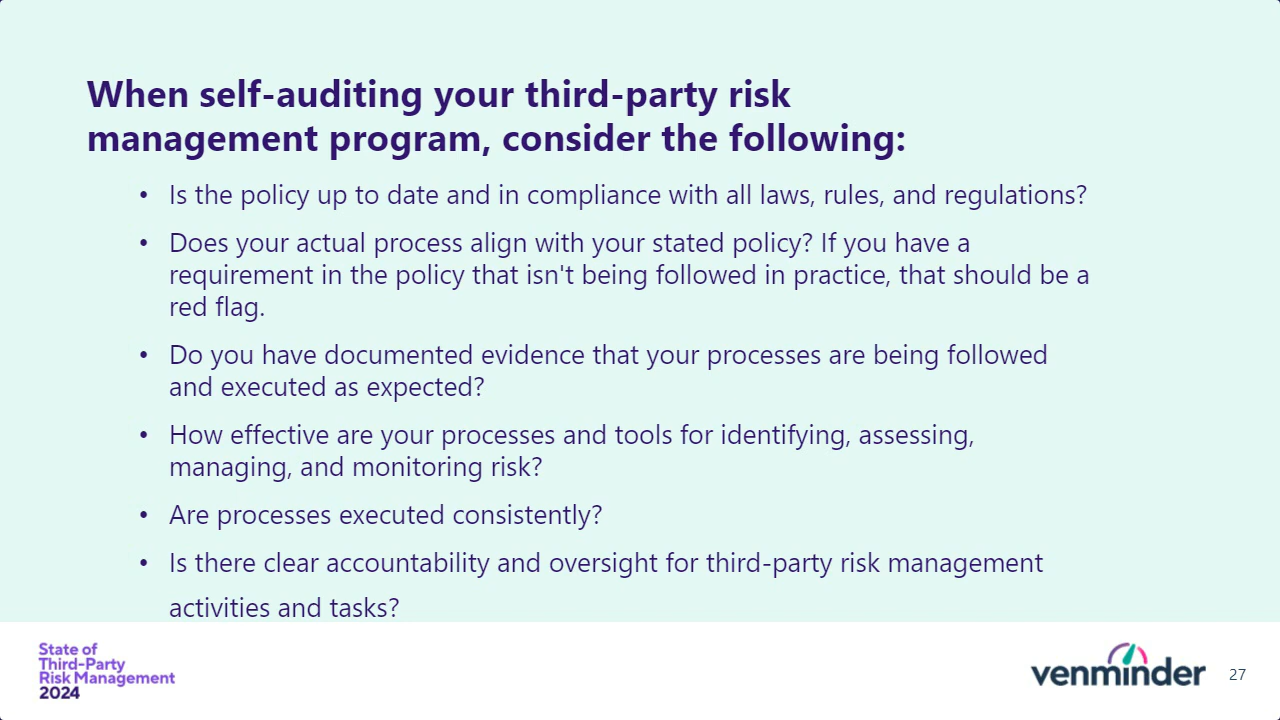 When self-auditing your third-party risk
management program, consider the following:
• Is the policy up to date and in compliance with all laws, rules, and regulations?
• Does your actual process align with your stated policy? If you have a
requirement in the policy that isn't being followed in practice, that should be a
red flag.
• Do you have documented evidence that your processes are being followed
and executed as expected?
• How effective are your processes and tools for identifying, assessing,
managing, and monitoring risk?
• Are processes executed consistently?
• Is there clear accountability and oversight for third-party risk management
activities and tasks?
State of
Third-Party
Risk Management
2024
venminder
27